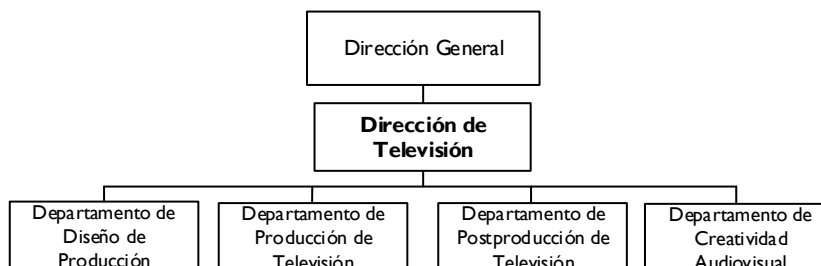 Dirección General
Dirección de
Televisión
Departamento de
Diseño de
Producción
Departamento de
Producción de
Televisión
Departamento de
Postproducción de
Televisión
Departamento de
Creatividad
Audiovisual